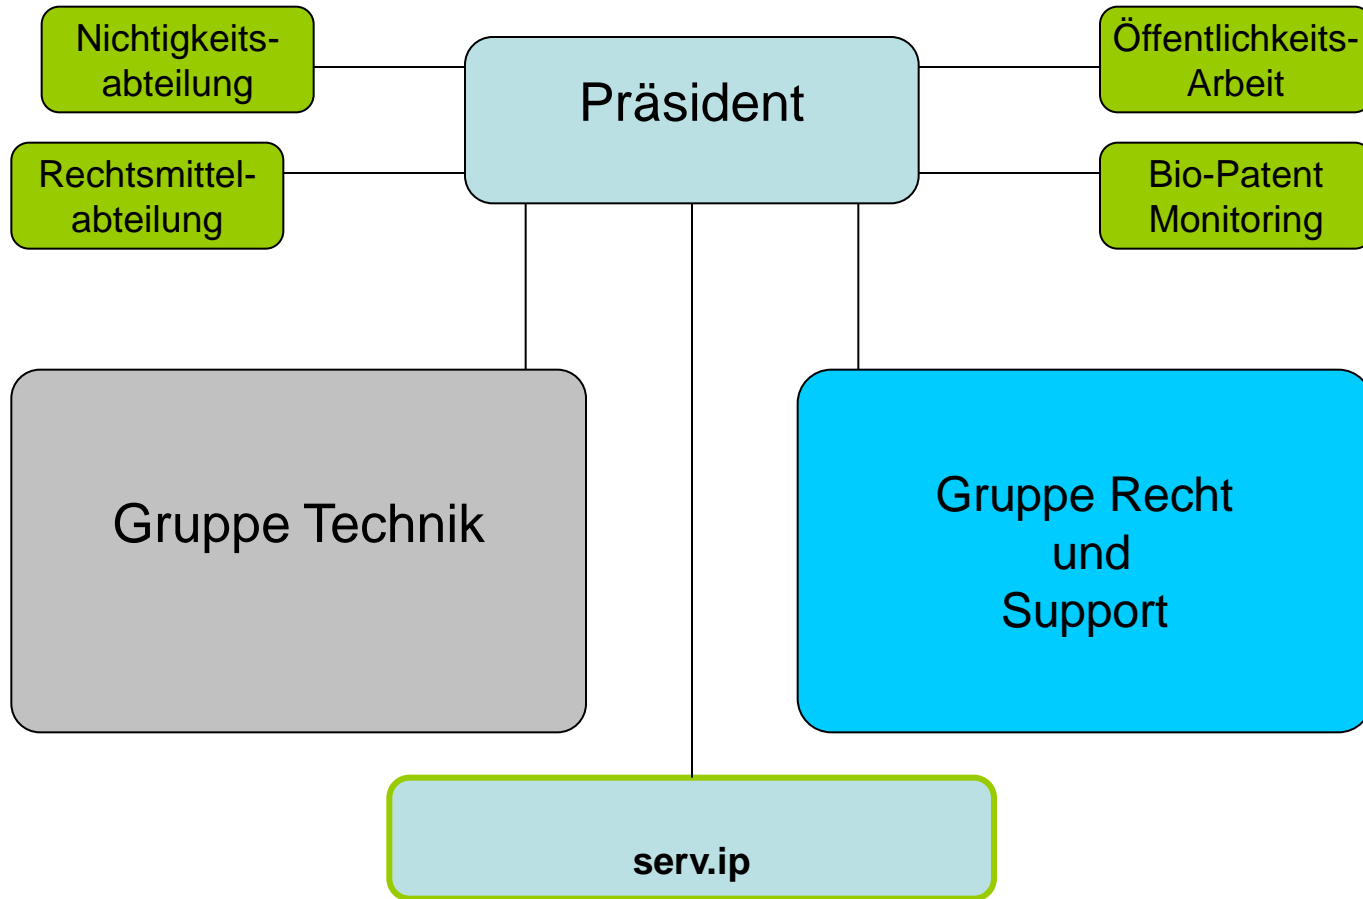 Nichtigkeits-
abteilung
Präsident
Öffentlichkeits-
Arbeit
Rechtsmittel-
abteilung
Bio-Patent
Monitoring
Gruppe Technik
Gruppe Recht
und
Support
serv.ip